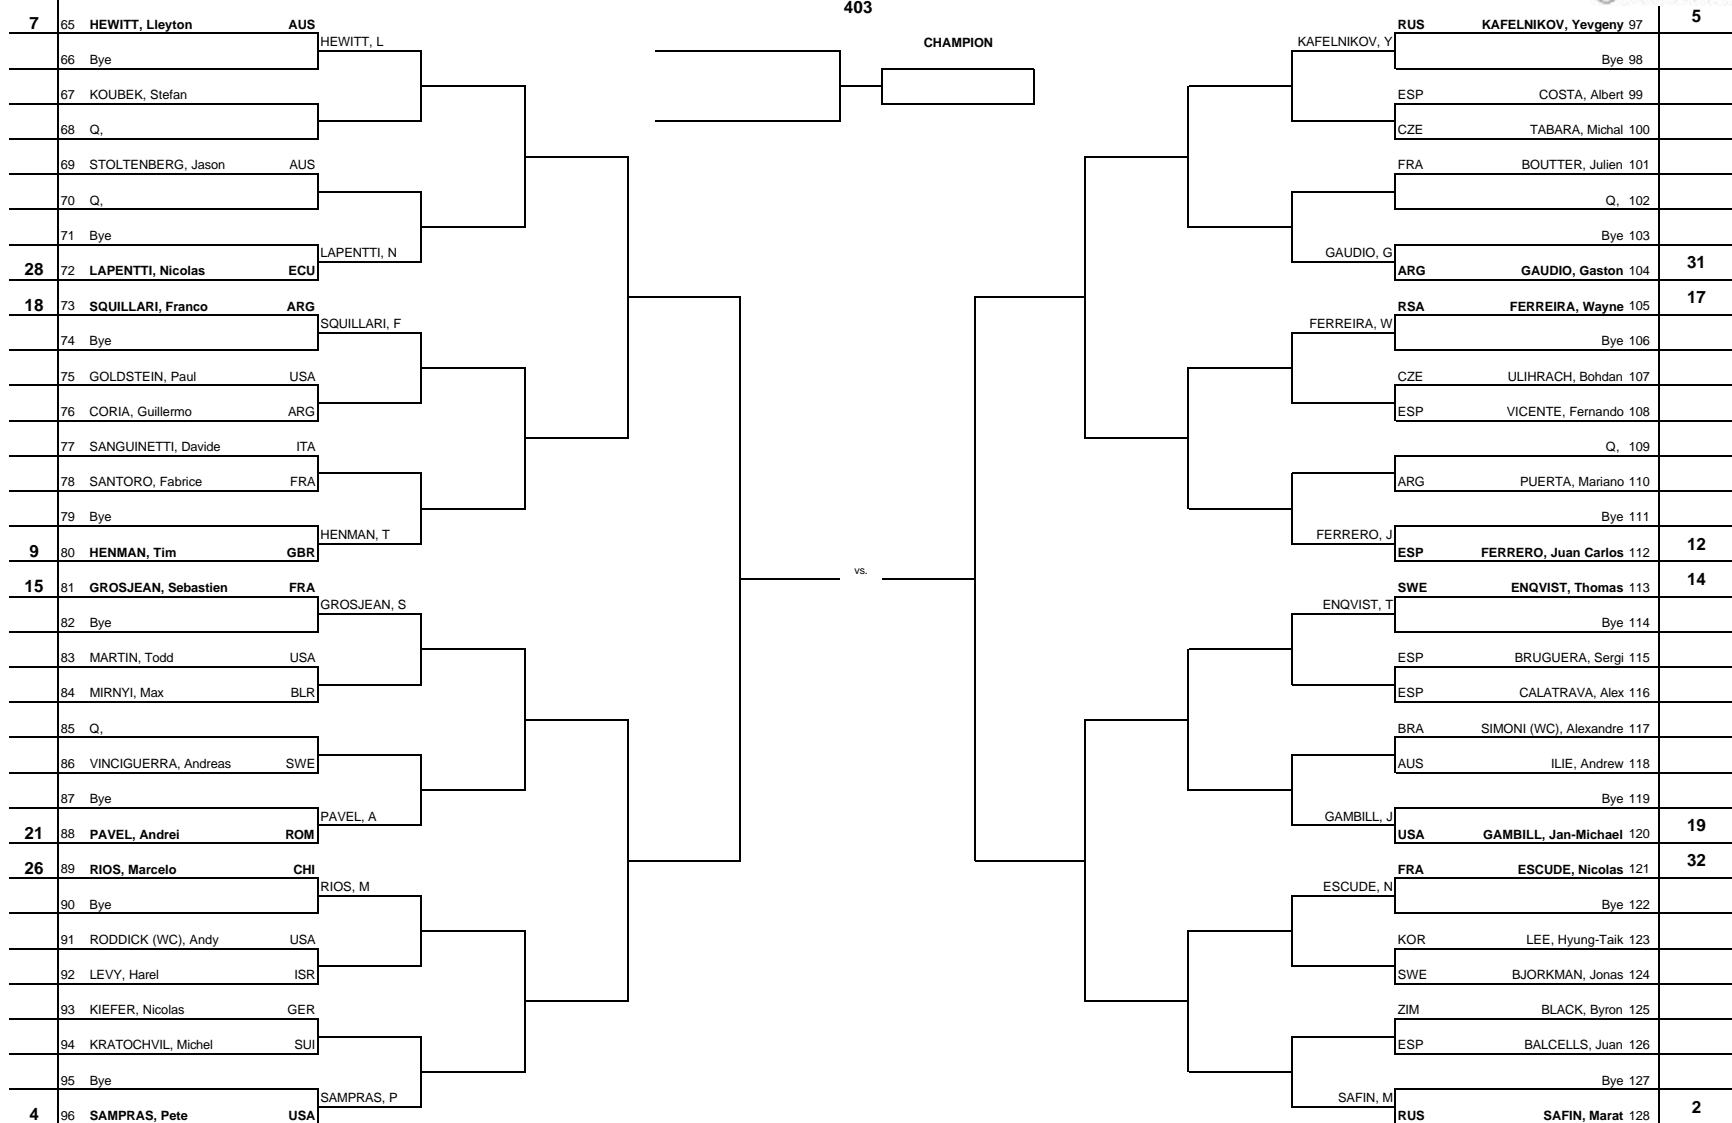 403
CHAMPION
7 65 HEWITT, Lleyton AUS
HEWITT, L
66 Bye
67 KOUBEK, Stefan
68 Q,
69 STOLTENBERG, Jason AUS
70 Q,
71 Bye
LAPENTTI, N
28 72 LAPENTTI, Nicolas ECU
18 73 SQUILLARI, Franco ARG
SQUILLARI, F
74 Bye
75 GOLDSTEIN, Paul USA
76 CORIA, Guillermo ARG
77 SANGUINETTI, Davide ITA
78 SANTORO, Fabrice FRA
79 Bye
HENMAN, T
9 80 HENMAN, Tim GBR
15 81 GROSJEAN, Sebastien FRA
GROSJEAN, S
82 Bye
83 MARTIN, Todd USA
84 MIRNYI, Max BLR
85 Q,
86 VINCIGUERRA, Andreas SWE
87 Bye
PAVEL, A
21 88 PAVEL, Andrei ROM
26 89 RIOS, Marcelo CHI
RIOS, M
90 Bye
91 RODDICK (WC), Andy USA
92 LEVY, Harel ISR
93 KIEFER, Nicolas GER
94 KRATOCHVIL, Michel SUI
95 Bye
SAMPRAS, P
4 96 SAMPRAS, Pete USA
vs.
RUS KAFELNIKOV, Yevgeny 97 5
KAFELNIKOV, Y
Bye 98
ESP COSTA, Albert 99
CZE TABARA, Michal 100
FRA BOUTTER, Julien 101
Q, 102
Bye 103
GAUDIO, G
ARG GAUDIO, Gaston 104 31
RSA FERREIRA, Wayne 105 17
FERREIRA, W
Bye 106
CZE ULIHRACH, Bohdan 107
ESP VICENTE, Fernando 108
Q, 109
ARG PUERTA, Mariano 110
Bye 111
FERRERO, J
ESP FERRERO, Juan Carlos 112 12
SWE ENQVIST, Thomas 113 14
ENQVIST, T
Bye 114
ESP BRUGUERA, Sergi 115
ESP CALATRAVA, Alex 116
BRA SIMONI (WC), Alexandre 117
AUS ILIE, Andrew 118
Bye 119
GAMBILL, J
USA GAMBILL, Jan-Michael 120 19
FRA ESCUDE, Nicolas 121 32
ESCUDE, N
Bye 122
KOR LEE, Hyung-Taik 123
SWE BJORKMAN, Jonas 124
ZIM BLACK, Byron 125
ESP BALCELLS, Juan 126
Bye 127
SAFIN, M
RUS SAFIN, Marat 128 2